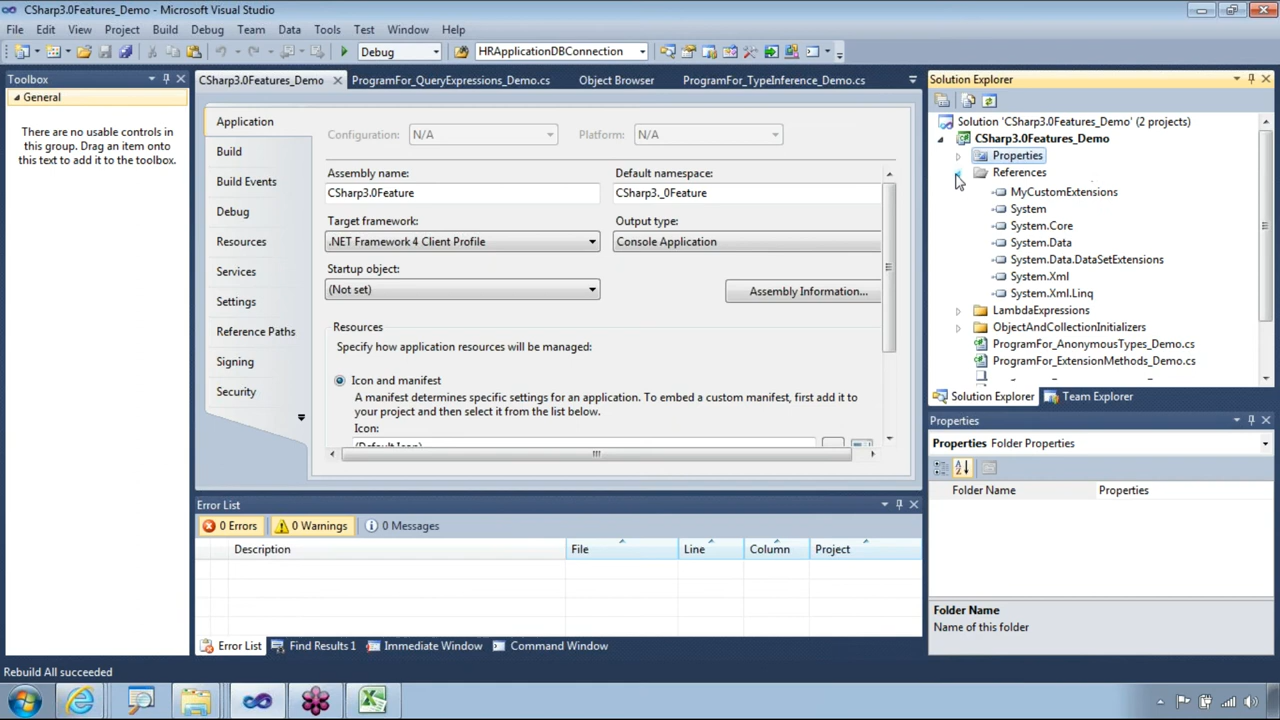 CSharp3.0Features_Demo - Microsoft Visual Studio
File Edit View Project Build Debug Team Data Tools Test Window Help
Debug HRApplicationDBConnection
Toolbox
General
There are no usable controls in
this group. Drag an item onto
this text to add it to the toolbox.
CSharp3.0Features_Demo ProgramFor_QueryExpressions_Demo.cs Object Browser ProgramFor_TypeInference_Demo.cs
Application
Build
Build Events
Debug
Resources
Services
Settings
Reference Paths
Signing
Security
Configuration: N/A Platform: N/A
Assembly name: Default namespace:
CSharp3.0Feature CSharp3._0Feature
Target framework: Output type:
.NET Framework 4 Client Profile Console Application
Startup object:
(Not set) Assembly Information...
Resources
Specify how application resources will be managed:
Icon and manifest
A manifest determines specific settings for an application. To embed a custom manifest, first add it to
your project and then select it from the list below.
Icon:
(Default Icon)
Error List
0 Errors 0 Warnings 0 Messages
Description File Line Column Project
Error List Find Results 1 Immediate Window Command Window
Solution Explorer
Solution 'CSharp3.0Features_Demo' (2 projects)
CSharp3.0Features_Demo
Properties
References
MyCustomExtensions
System
System.Core
System.Data
System.Data.DataSetExtensions
System.Xml
System.Xml.Linq
LambdaExpressions
ObjectAndCollectionInitializers
ProgramFor_AnonymousTypes_Demo.cs
ProgramFor_ExtensionMethods_Demo.cs
Solution Explorer Team Explorer
Properties
Properties Folder Properties
Folder Name Properties
Folder Name
Name of this folder
Rebuild All succeeded